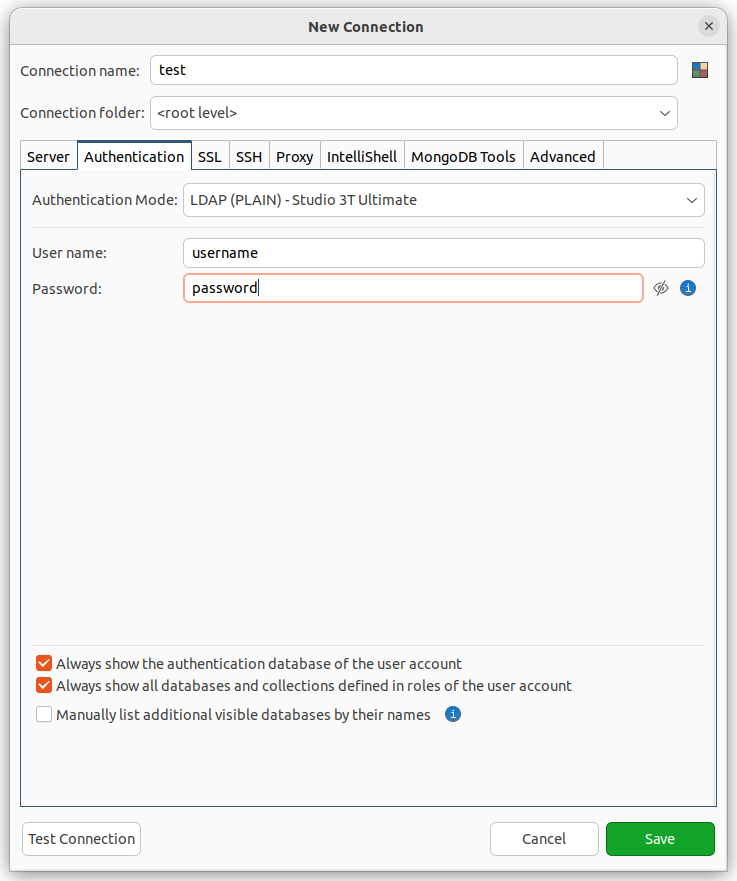 New Connection
Connection name: test
Connection folder: <root level>
Server Authentication SSL SSH Proxy IntelliShell MongoDB Tools Advanced
Authentication Mode: LDAP (PLAIN) - Studio 3T Ultimate
User name: username
Password: password
Always show the authentication database of the user account
Always show all databases and collections defined in roles of the user account
Manually list additional visible databases by their names
Test Connection Cancel Save